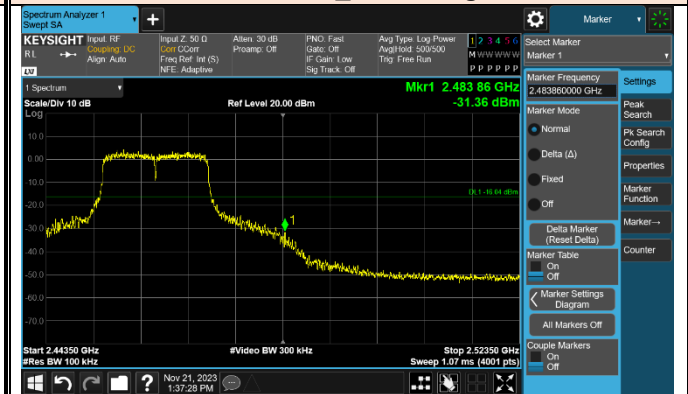 Spectrum Analyzer 1
Swept SA
+
Marker
KEYSIGHT
RL
LXI
Input: RF
Coupling: DC
Align: Auto
Input Z: 50 Ω
Corr CCorr
Freq Ref: Int (S)
NFE: Adaptive
Atten: 30 dB
Preamp: Off
PNO: Fast
Gate: Off
IF Gain: Low
Sig Track: Off
Avg Type: Log-Power
Avg|Hold: 500/500
Trig: Free Run
1 2 3 4 5 6
M W W W W W
P P P P P P
Select Marker
Marker 1
1 Spectrum
Scale/Div 10 dB
Log
Ref Level 20.00 dBm
Mkr1 2.483 86 GHz
-31.36 dBm
10.0
0.00
-10.0
-20.0
-30.0
-40.0
-50.0
-60.0
-70.0
DL1 -16.04 dBm
1
Start 2.44350 GHz
#Res BW 100 kHz
#Video BW 300 kHz
Stop 2.52350 GHz
Sweep 1.07 ms (4001 pts)
Marker Frequency
2.483860000 GHz
Marker Mode
Normal
Delta (Δ)
Fixed
Off
Delta Marker
(Reset Delta)
Marker Table
On
Off
Marker Settings
Diagram
All Markers Off
Couple Markers
On
Off
Settings
Peak
Search
Pk Search
Config
Properties
Marker
Function
Marker→
Counter
?
Nov 21, 2023
1:37:28 PM